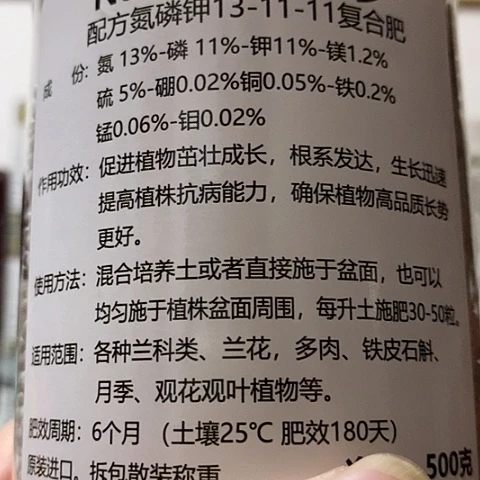 配方氮磷钾13-11-11复合肥
成 份：氮 13%-磷 11%-钾11%-镁1.2%
硫 5%-硼0.02%铜0.05%-铁0.2%
锰0.06%-钼0.02%
作用功效：促进植物茁壮成长，根系发达，生长迅速
提高植株抗病能力，确保植物高品质长势
更好。
使用方法：混合培养土或者直接施于盆面，也可以
均匀施于植株盆面周围，每升土施肥30-50粒。
适用范围：各种兰科类、兰花，多肉、铁皮石斛、
月季、观花观叶植物等。
肥效周期：6个月 （土壤25℃ 肥效180天）
原装进口。拆包散装称重 500克